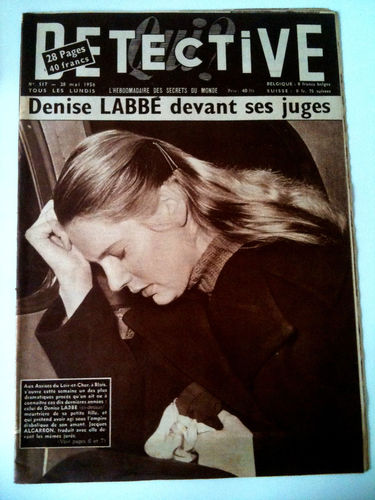 DETECTIVE
Qui?
28 Pages
40 francs
N° 517 — 28 mai 1956
TOUS LES LUNDIS
L'HEBDOMADAIRE DES SECRETS DU MONDE
Prix : 40 frs
BELGIQUE : 8 francs belges
SUISSE : 0 fr. 70 suisses
Denise LABBÉ devant ses juges
Aux Assises du Loir-et-Cher, à Blois,
s'ouvre cette semaine un des plus
dramatiques procès qu'on ait eu à
connaître ces dix dernières années :
celui de Denise LABBÉ (ci-dessus)
meurtrière de sa petite fille, et
qui prétend avoir agi sous l'empire
diabolique de son amant, Jacques
ALGARRON, traduit avec elle de-
vant les mêmes jurés.
(Voir pages 6 et 7)